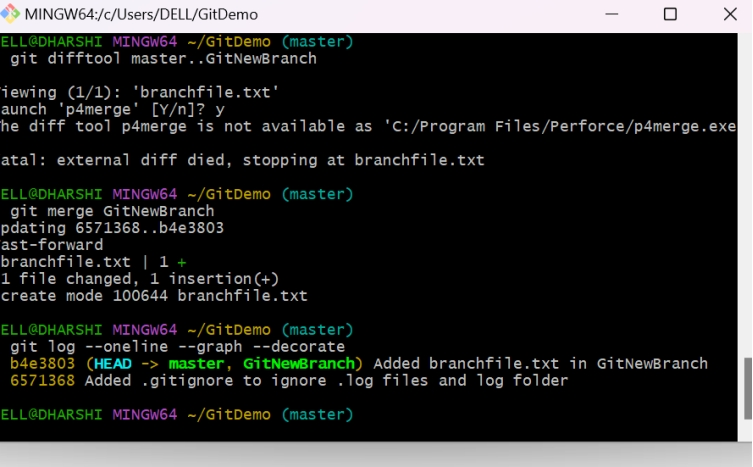 MINGW64:/c/Users/DELL/GitDemo
ELL@DHARSHI MINGW64 ~/GitDemo (master)
git difftool master..GitNewBranch
iewing (1/1): 'branchfile.txt'
aunch 'p4merge' [Y/n]? y
he diff tool p4merge is not available as 'C:/Program Files/Perforce/p4merge.exe
atal: external diff died, stopping at branchfile.txt
ELL@DHARSHI MINGW64 ~/GitDemo (master)
git merge GitNewBranch
pdating 6571368..b4e3803
ast-forward
branchfile.txt | 1 +
1 file changed, 1 insertion(+)
create mode 100644 branchfile.txt
ELL@DHARSHI MINGW64 ~/GitDemo (master)
git log --oneline --graph --decorate
b4e3803 (HEAD -> master, GitNewBranch) Added branchfile.txt in GitNewBranch
6571368 Added .gitignore to ignore .log files and log folder
ELL@DHARSHI MINGW64 ~/GitDemo (master)